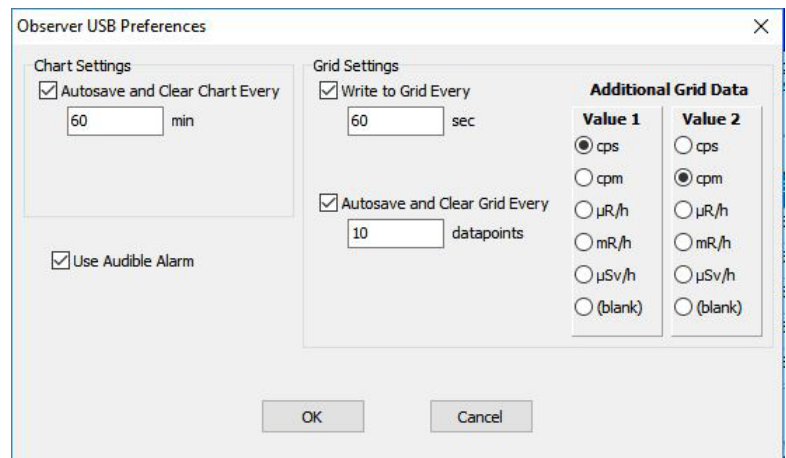 Observer USB Preferences
Chart Settings
Autosave and Clear Chart Every
60 min
Use Audible Alarm
Grid Settings
Write to Grid Every
60 sec
Autosave and Clear Grid Every
10 datapoints
Additional Grid Data
Value 1
cps
cpm
µR/h
mR/h
µSv/h
(blank)
Value 2
cps
cpm
µR/h
mR/h
µSv/h
(blank)
OK
Cancel